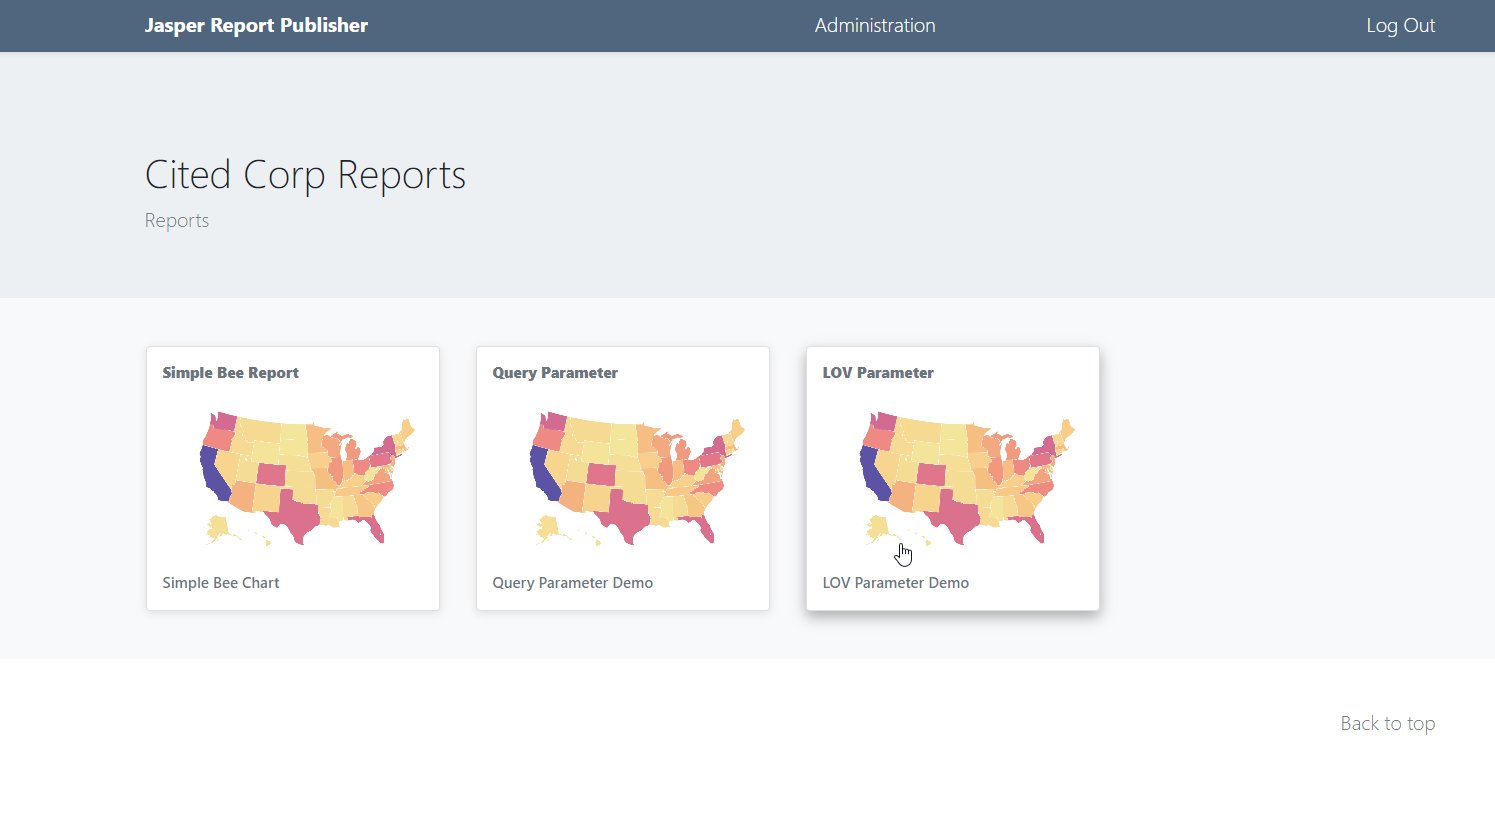 Jasper Report Publisher
Administration
Log Out
Cited Corp Reports
Reports
Simple Bee Report
Simple Bee Chart
Query Parameter
Query Parameter Demo
LOV Parameter
LOV Parameter Demo
Back to top